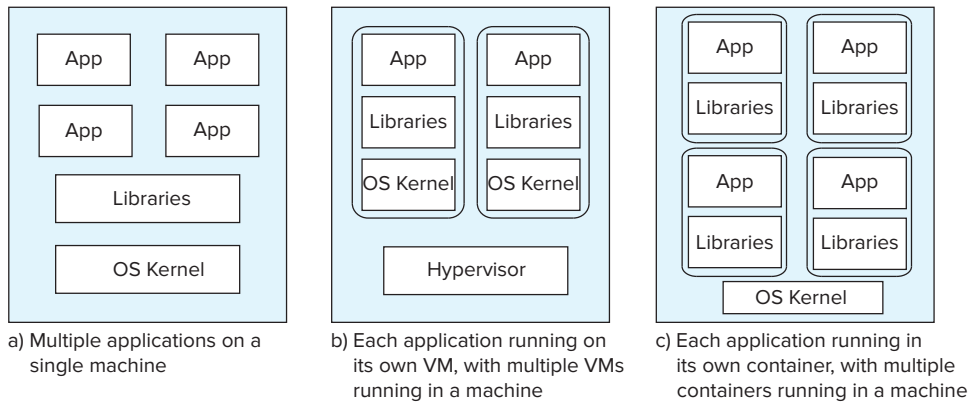 App App
App App
Libraries
OS Kernel
a) Multiple applications on a
single machine
App App
Libraries Libraries
OS Kernel OS Kernel
Hypervisor
b) Each application running on
its own VM, with multiple VMs
running in a machine
App App
Libraries Libraries
App App
Libraries Libraries
OS Kernel
c) Each application running in
its own container, with multiple
containers running in a machine